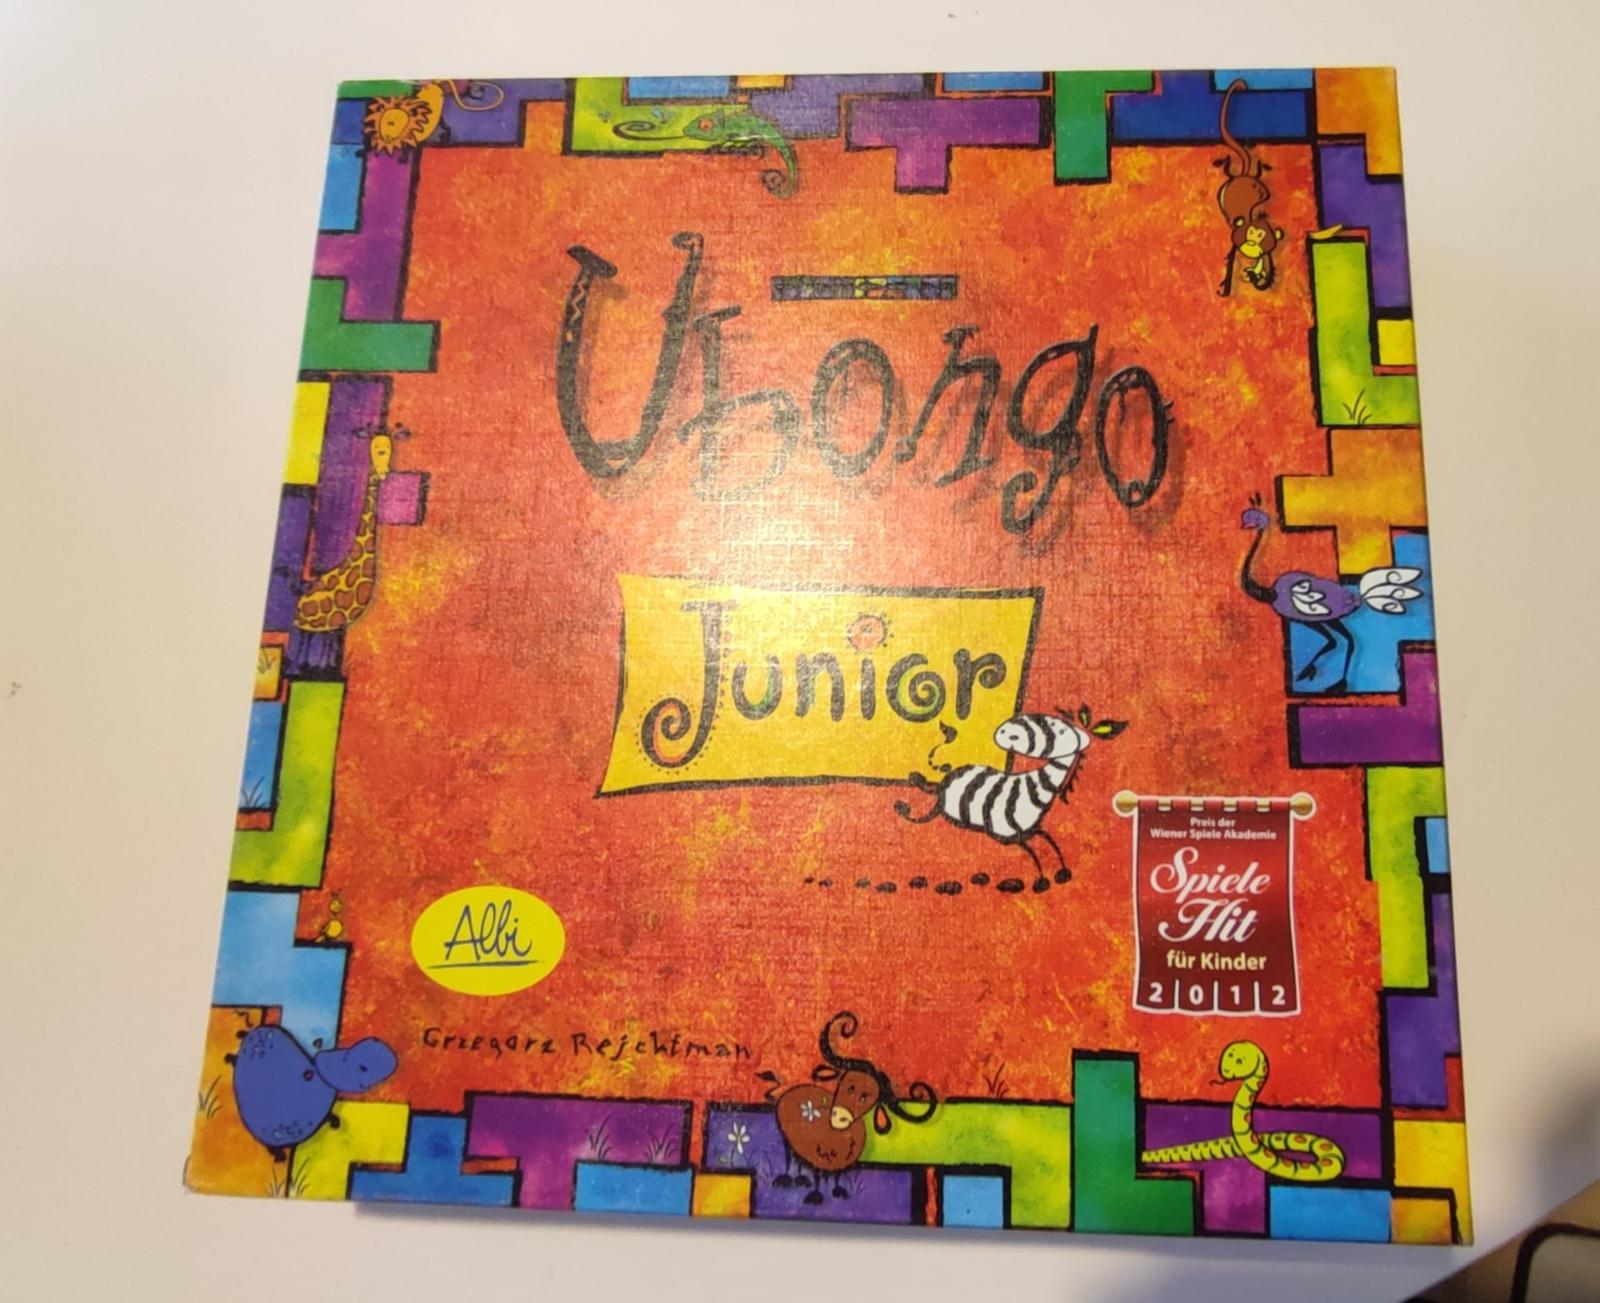 Ubongo
Junior
Preis der
Wiener Spiele Akademie
Spiele
Hit
für Kinder
2012
Albi
Grzegorz Rejchtman